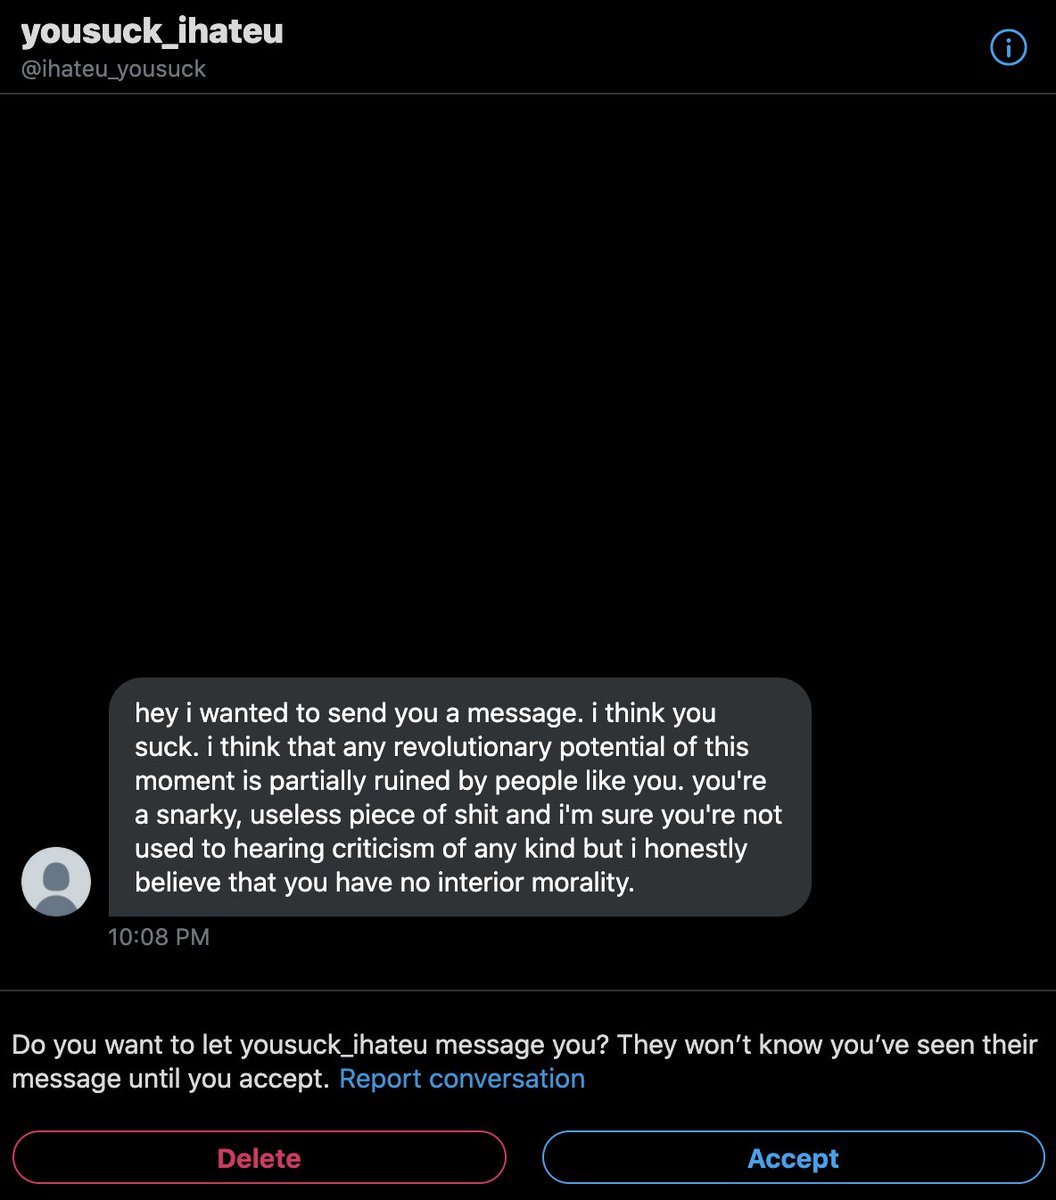 yousuck_ihateu
@ihateu_yousuck
hey i wanted to send you a message. i think you
suck. i think that any revolutionary potential of this
moment is partially ruined by people like you. you're
a snarky, useless piece of shit and i'm sure you're not
used to hearing criticism of any kind but i honestly
believe that you have no interior morality.
10:08 PM
Do you want to let yousuck_ihateu message you? They won’t know you’ve seen their
message until you accept. Report conversation
Delete
Accept